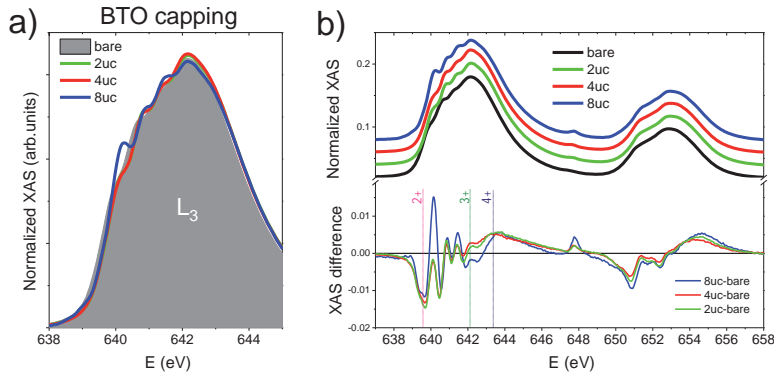 BTO capping
a)
bare
2uc
4uc
8uc
L3
Normalized XAS (arb.units)
638 640 642 644
E (eV)
b)
bare
2uc
4uc
8uc
Normalized XAS
0.2
0.1
2+
3+
4+
XAS difference
0.01
0.00
-0.01
-0.02
8uc-bare
4uc-bare
2uc-bare
638 640 642 644 646 648 650 652 654 656 658
E (eV)